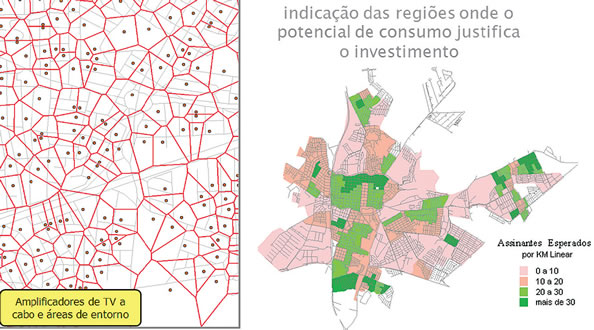 indicação das regiões onde o
potencial de consumo justifica
o investimento
Amplificadores de TV a
cabo e áreas de entorno
Assinantes Esperados
por KM Linear
0 a 10
10 a 20
20 a 30
mais de 30